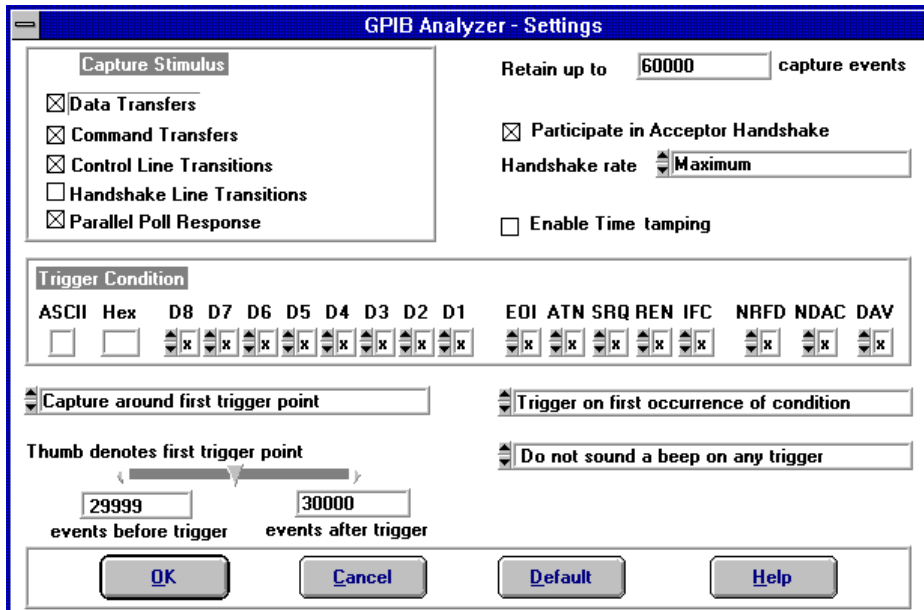 GPIB Analyzer - Settings
Capture Stimulus
Data Transfers
Command Transfers
Control Line Transitions
Handshake Line Transitions
Parallel Poll Response
Retain up to 60000 capture events
Participate in Acceptor Handshake
Handshake rate Maximum
Enable Time tamping
Trigger Condition
ASCII Hex D8 D7 D6 D5 D4 D3 D2 D1 EOI ATN SRQ REN IFC NRFD NDAC DAV
x x x x x x x x x x x x x x x x
Capture around first trigger point
Trigger on first occurrence of condition
Thumb denotes first trigger point
Do not sound a beep on any trigger
29999 30000
events before trigger events after trigger
OK Cancel Default Help